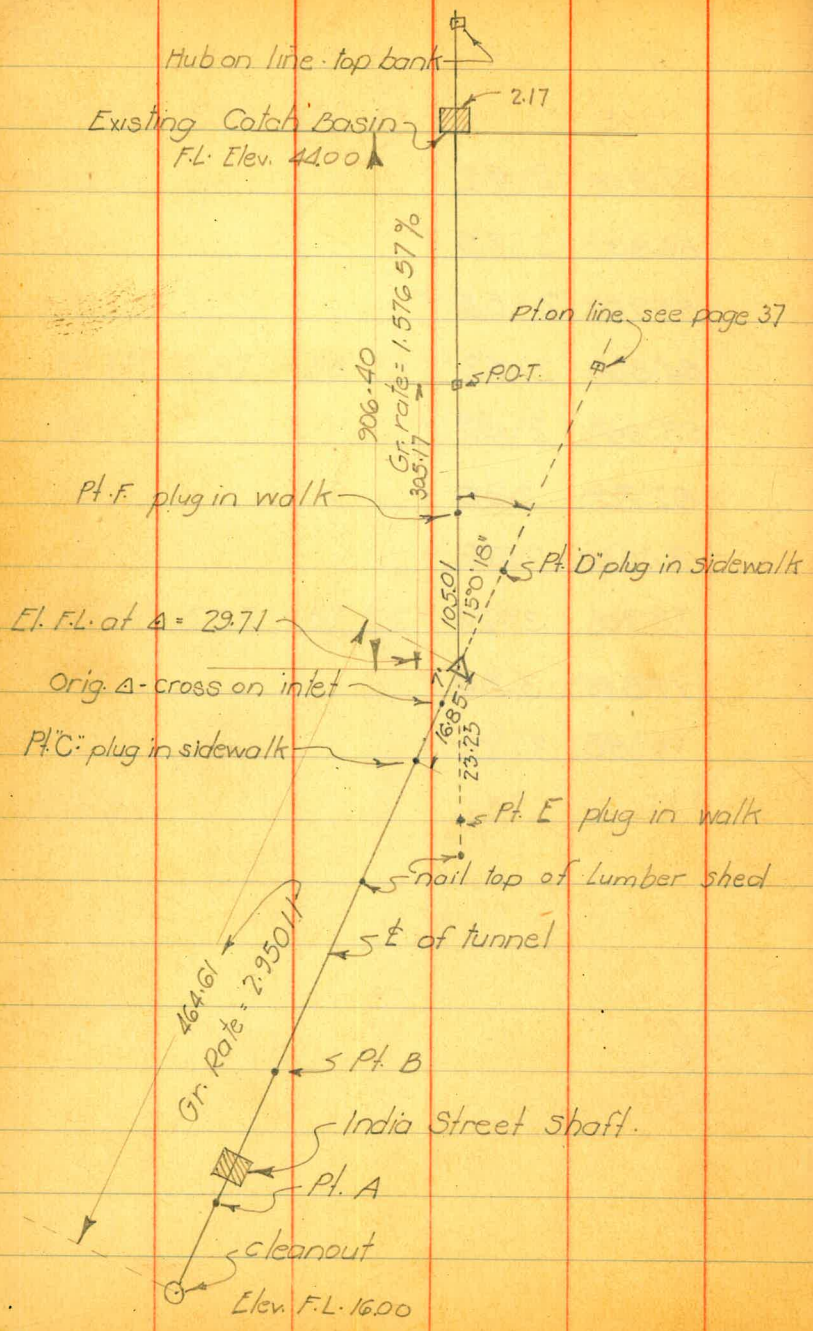 Hub on line - top bank
2.17
Existing Catch Basin
F.L. Elev. 44.00
906.40
Gr. rate = 1.57657 %
305.17
Pt. on line see page 37
P.O.T.
Pt. F plug in walk
105.01
15°0'18"
Pt. "D" plug in sidewalk
El. F.L. at Δ = 29.71
Orig. Δ - cross on inlet
7.
16.85
23.23
Pt. "C" plug in sidewalk
Pt. E plug in walk
nail top of lumber shed
℄ of tunnel
464.61
Gr. Rate = 2.95011
Pt. B
India Street shaft.
Pt. A
cleanout
Elev. F.L. 16.00